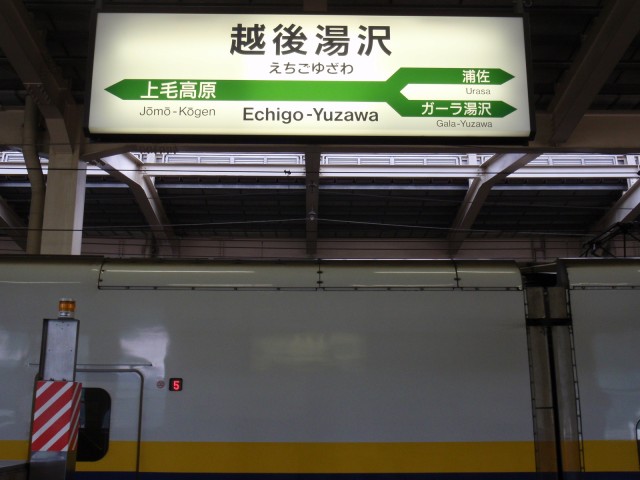 越後湯沢
えちごゆざわ
上毛高原
Jōmō-Kōgen
Echigo-Yuzawa
浦佐
Urasa
ガーラ湯沢
Gala-Yuzawa
5